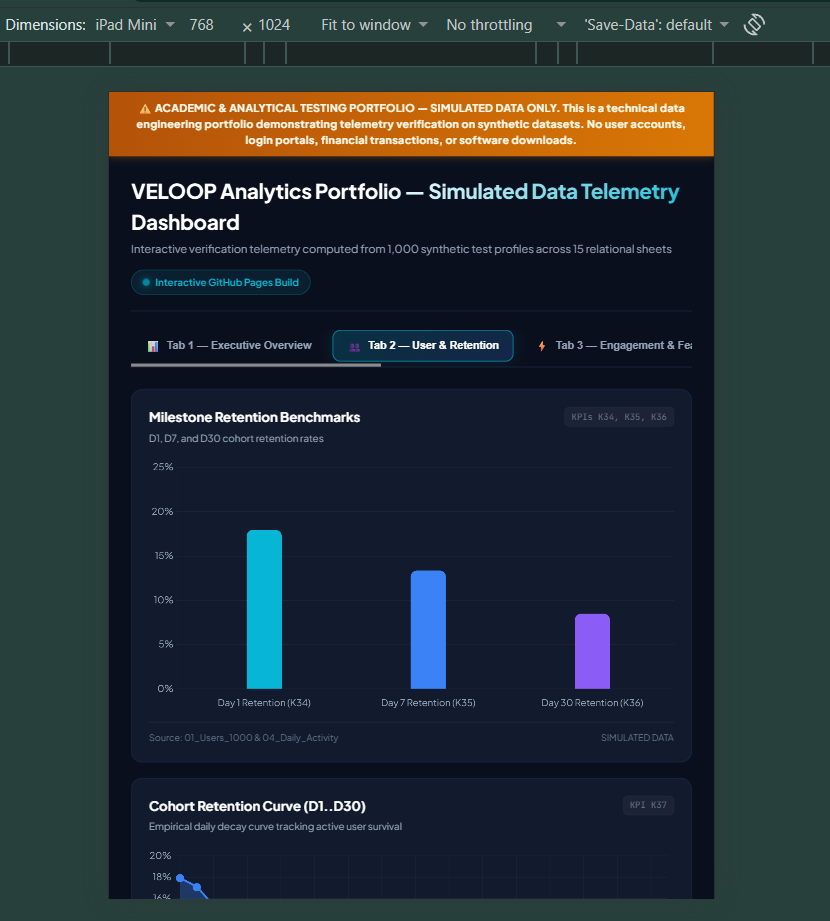 Dimensions: iPad Mini 768 × 1024 Fit to window No throttling 'Save-Data': default
⚠ ACADEMIC & ANALYTICAL TESTING PORTFOLIO — SIMULATED DATA ONLY. This is a technical data
engineering portfolio demonstrating telemetry verification on synthetic datasets. No user accounts,
login portals, financial transactions, or software downloads.
VELOOP Analytics Portfolio — Simulated Data Telemetry
Dashboard
Interactive verification telemetry computed from 1,000 synthetic test profiles across 15 relational sheets
Interactive GitHub Pages Build
Tab 1 — Executive Overview Tab 2 — User & Retention Tab 3 — Engagement & Fea
Milestone Retention Benchmarks KPIs K34, K35, K36
D1, D7, and D30 cohort retention rates
25%
20%
15%
10%
5%
0%
Day 1 Retention (K34) Day 7 Retention (K35) Day 30 Retention (K36)
Source: 01_Users_1000 & 04_Daily_Activity SIMULATED DATA
Cohort Retention Curve (D1..D30) KPI K37
Empirical daily decay curve tracking active user survival
20%
18%
16%